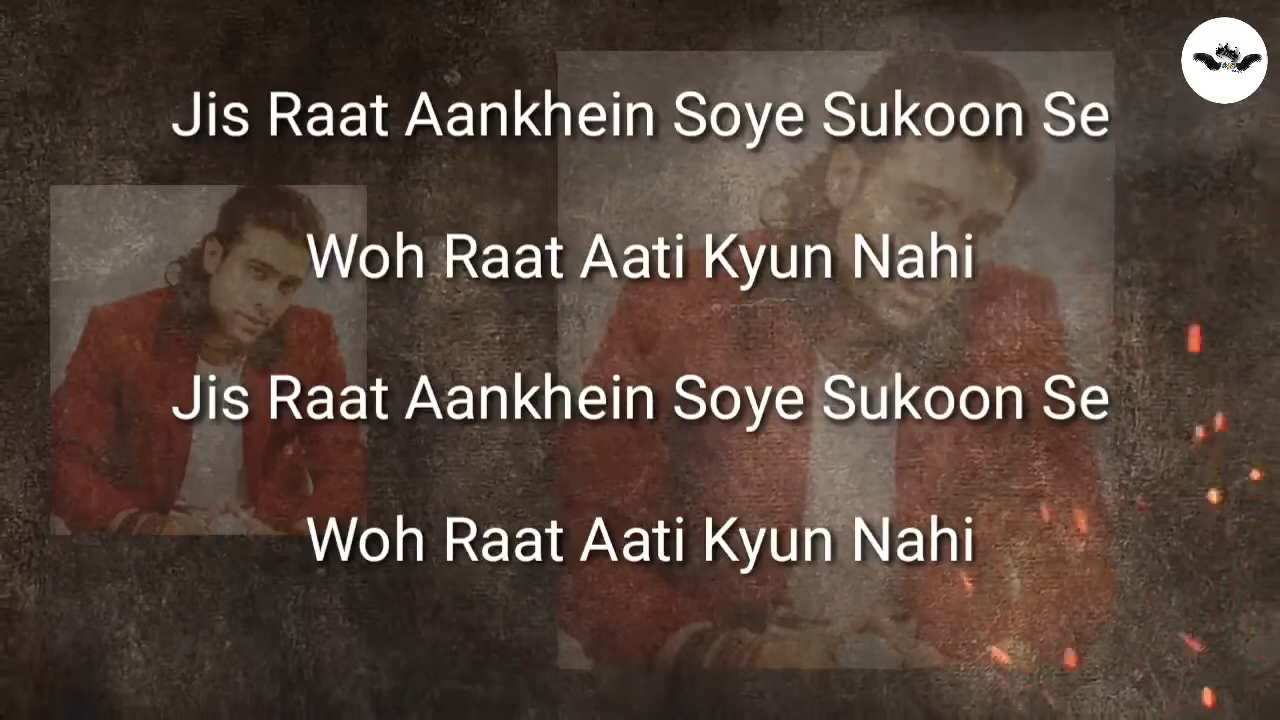 Jis Raat Aankhein Soye Sukoon Se
Woh Raat Aati Kyun Nahi
Jis Raat Aankhein Soye Sukoon Se
Woh Raat Aati Kyun Nahi